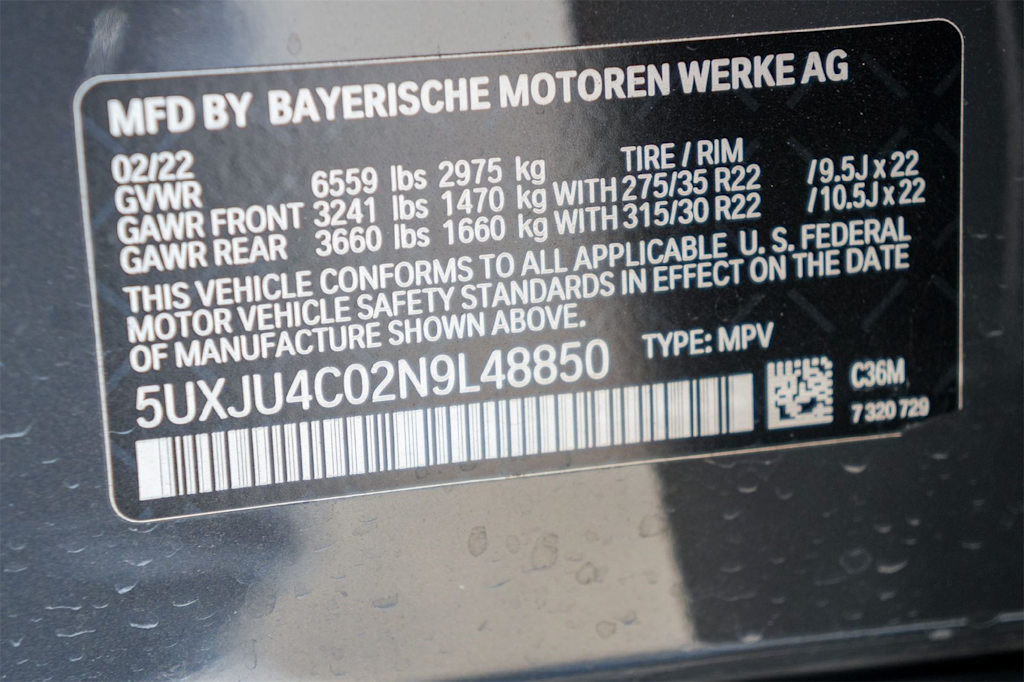 MFD BY BAYERISCHE MOTOREN WERKE AG
02/22 TIRE / RIM
GVWR 6559 lbs 2975 kg
GAWR FRONT 3241 lbs 1470 kg WITH 275/35 R22 /9.5J x 22
GAWR REAR 3660 lbs 1660 kg WITH 315/30 R22 /10.5J x 22
THIS VEHICLE CONFORMS TO ALL APPLICABLE U. S. FEDERAL
MOTOR VEHICLE SAFETY STANDARDS IN EFFECT ON THE DATE
OF MANUFACTURE SHOWN ABOVE.
5UXJU4C02N9L48850 TYPE: MPV
C36M
7 320 729